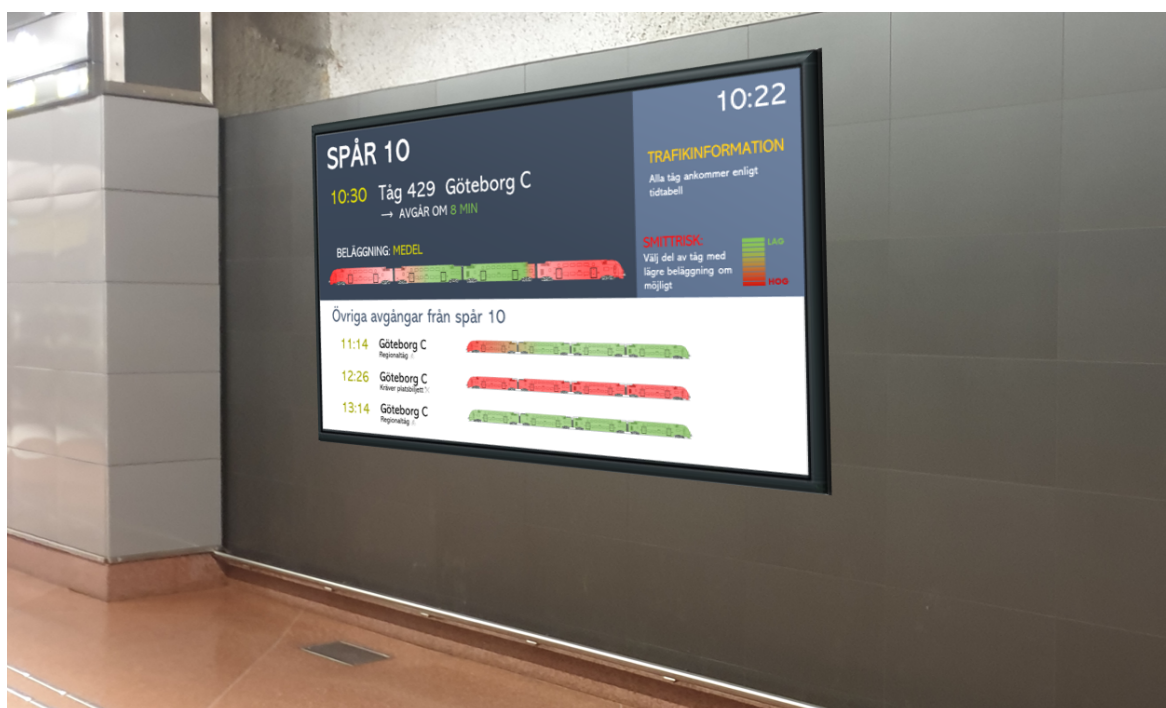 SPÅR 10
10:30 Tåg 429 Göteborg C
→ AVGÅR OM 8 MIN
BELÄGGNING: MEDEL
10:22
TRAFIKINFORMATION
Alla tåg ankommer enligt
tidtabell
SMITTRISK:
Välj del av tåg med
lägre beläggning om
möjligt
LÅG
HÖG
Övriga avgångar från spår 10
11:14 Göteborg C
Regionaltåg
12:26 Göteborg C
Kräver platsbiljett
13:14 Göteborg C
Regionaltåg